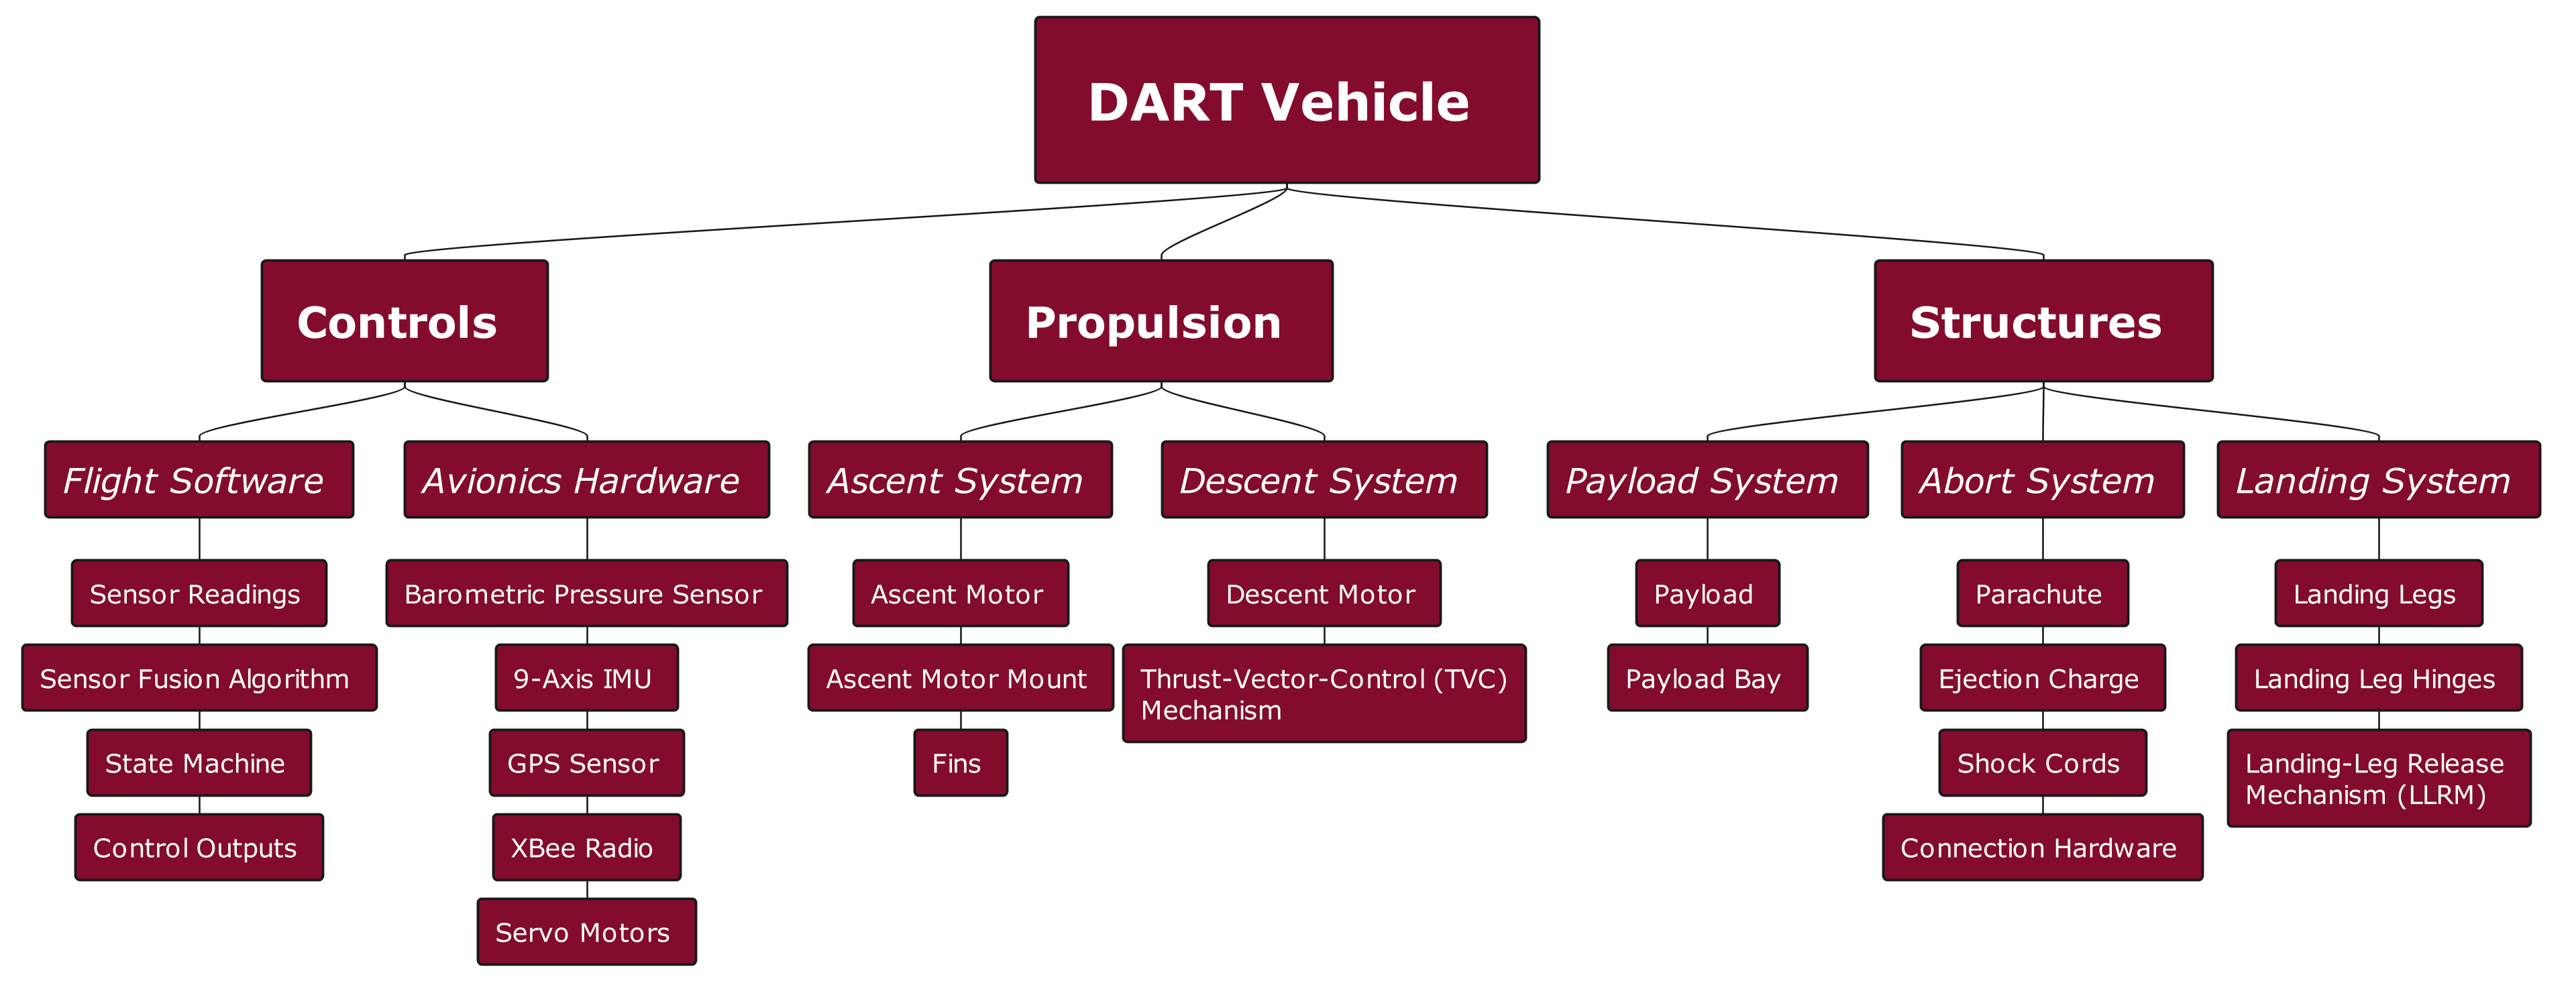 DART Vehicle
Controls
Propulsion
Structures
Flight Software
Avionics Hardware
Ascent System
Descent System
Payload System
Abort System
Landing System
Sensor Readings
Sensor Fusion Algorithm
State Machine
Control Outputs
Barometric Pressure Sensor
9-Axis IMU
GPS Sensor
XBee Radio
Servo Motors
Ascent Motor
Ascent Motor Mount
Fins
Descent Motor
Thrust-Vector-Control (TVC)
Mechanism
Payload
Payload Bay
Parachute
Ejection Charge
Shock Cords
Connection Hardware
Landing Legs
Landing Leg Hinges
Landing-Leg Release
Mechanism (LLRM)